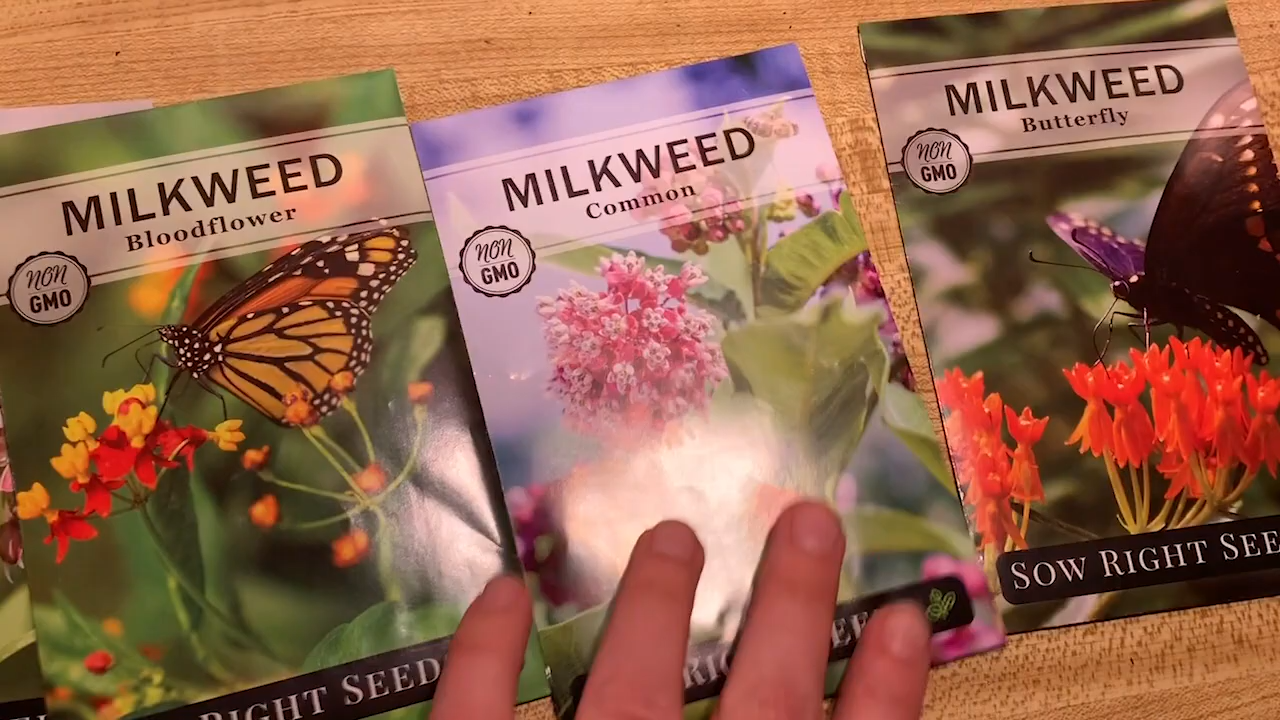 MILKWEED
Bloodflower
non
GMO
RIGHT SEED
MILKWEED
Common
non
GMO
MILKWEED
Butterfly
non
GMO
SOW RIGHT SEE